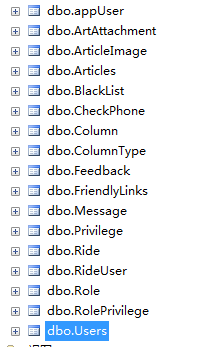 dbo.appUser
dbo.ArtAttachment
dbo.ArticleImage
dbo.Articles
dbo.BlackList
dbo.CheckPhone
dbo.Column
dbo.ColumnType
dbo.Feedback
dbo.FriendlyLinks
dbo.Message
dbo.Privilege
dbo.Ride
dbo.RideUser
dbo.Role
dbo.RolePrivilege
dbo.Users